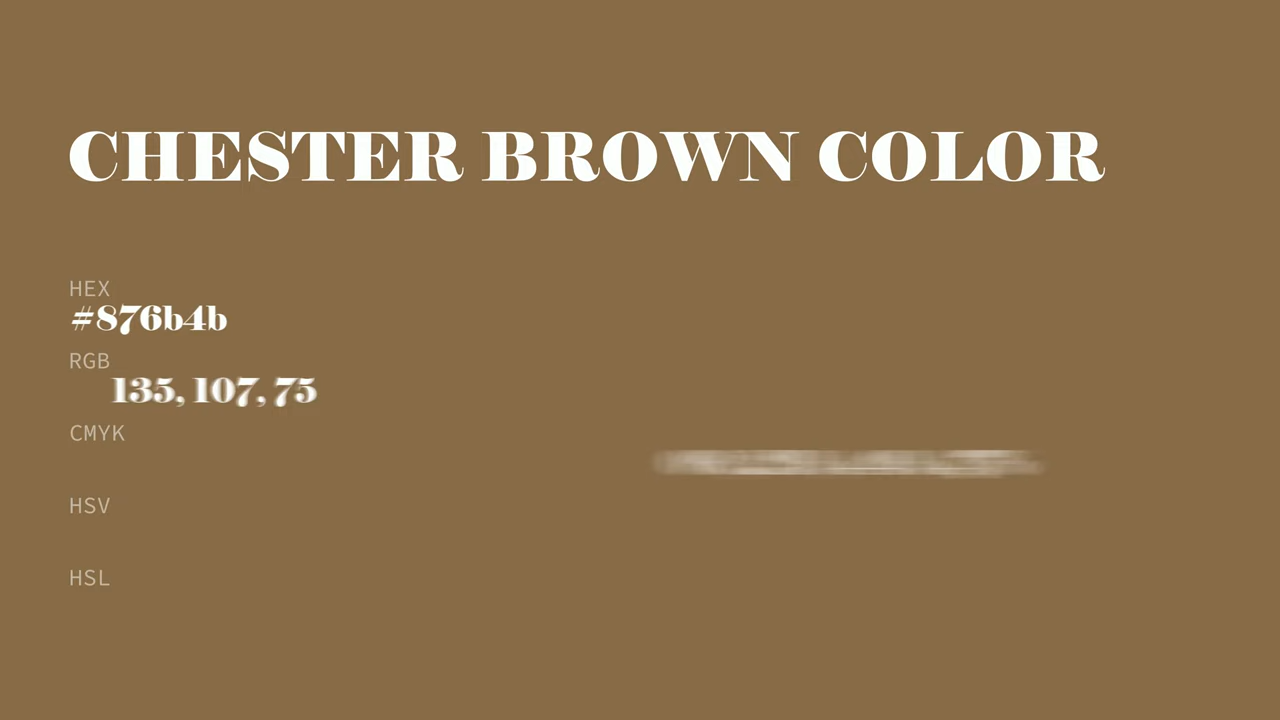 CHESTER BROWN COLOR
HEX
#876b4b
RGB
135, 107, 75
CMYK
HSV
HSL